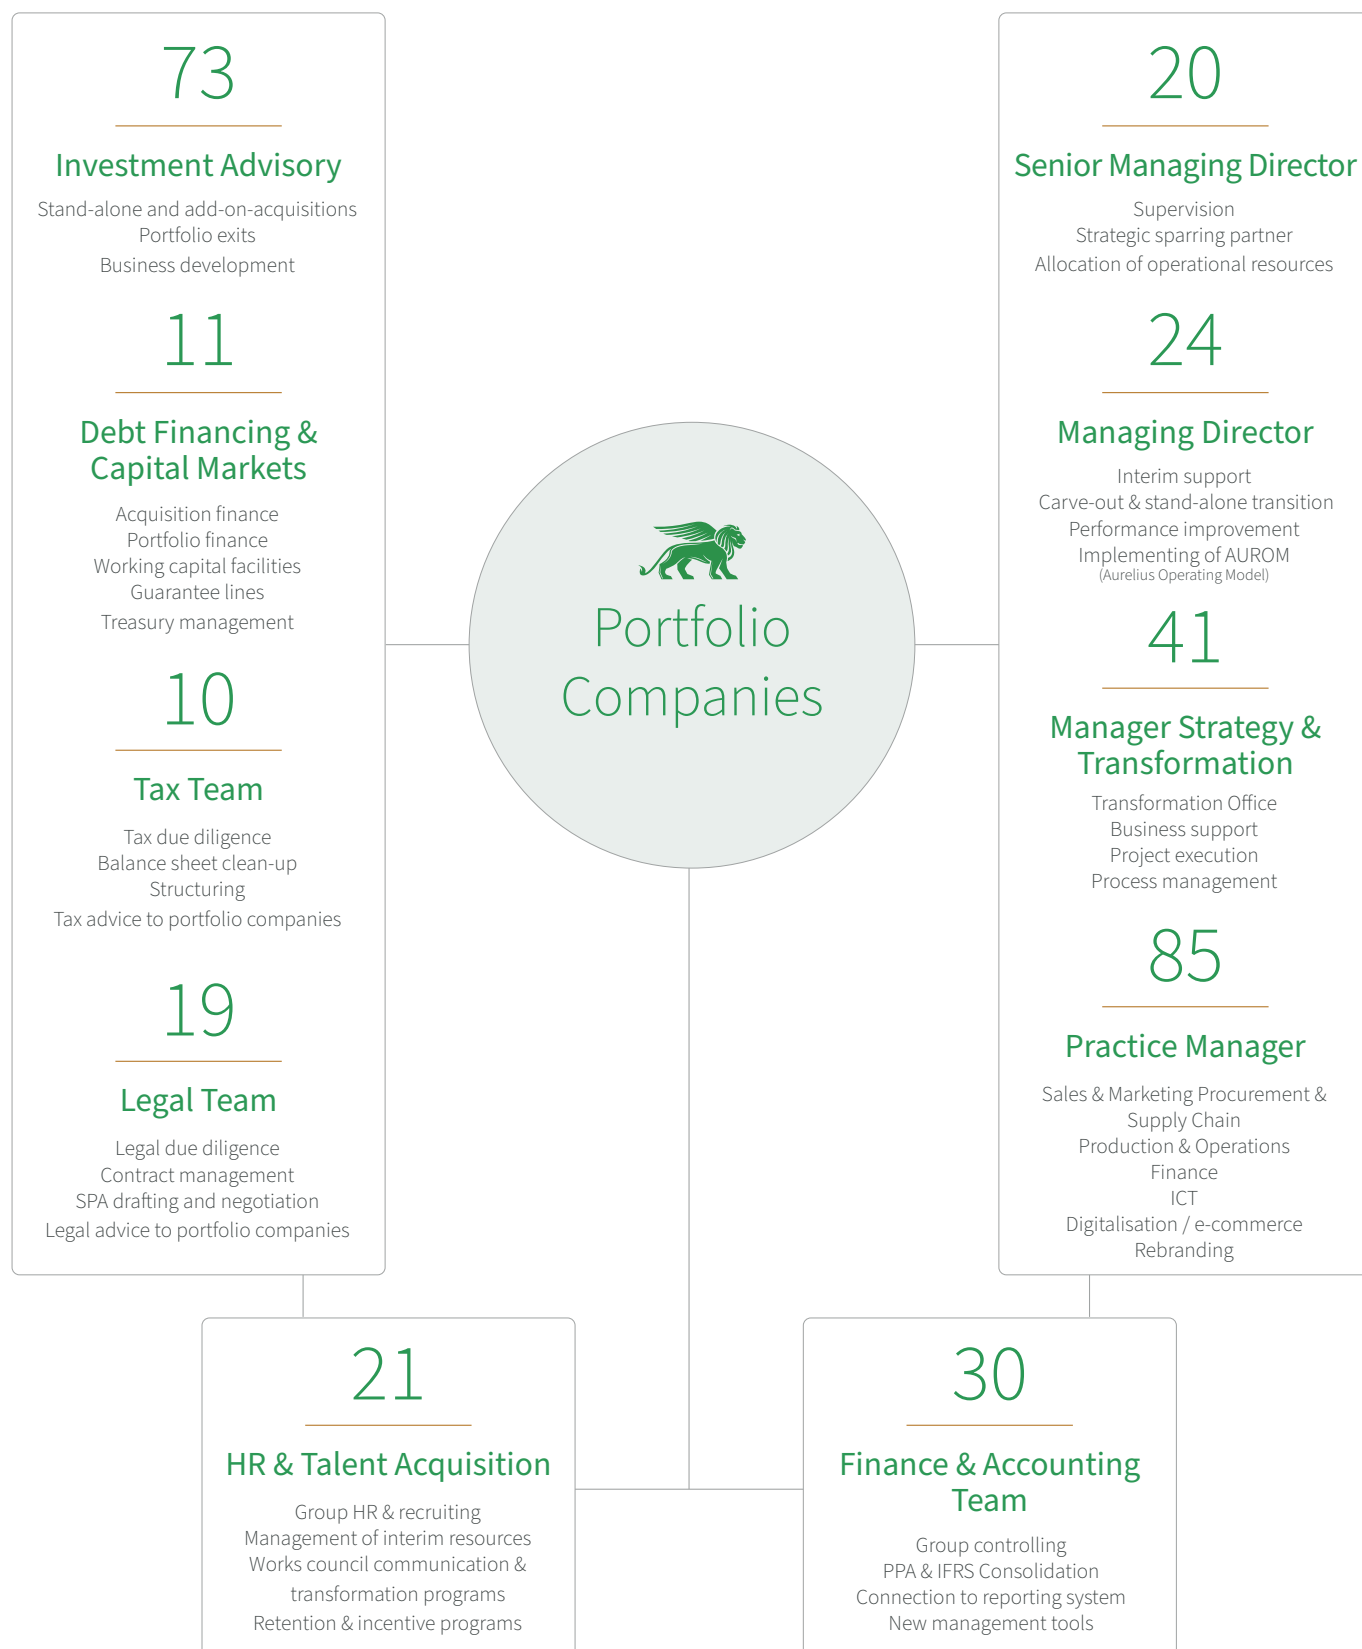 73
Investment Advisory
Stand-alone and add-on-acquisitions
Portfolio exits
Business development
11
Debt Financing &
Capital Markets
Acquisition finance
Portfolio finance
Working capital facilities
Guarantee lines
Treasury management
10
Tax Team
Tax due diligence
Balance sheet clean-up
Structuring
Tax advice to portfolio companies
19
Legal Team
Legal due diligence
Contract management
SPA drafting and negotiation
Legal advice to portfolio companies
Portfolio
Companies
20
Senior Managing Director
Supervision
Strategic sparring partner
Allocation of operational resources
24
Managing Director
Interim support
Carve-out & stand-alone transition
Performance improvement
Implementing of AUROM
(Aurelius Operating Model)
41
Manager Strategy &
Transformation
Transformation Office
Business support
Project execution
Process management
85
Practice Manager
Sales & Marketing Procurement &
Supply Chain
Production & Operations
Finance
ICT
Digitalisation / e-commerce
Rebranding
21
HR & Talent Acquisition
Group HR & recruiting
Management of interim resources
Works council communication &
transformation programs
Retention & incentive programs
30
Finance & Accounting
Team
Group controlling
PPA & IFRS Consolidation
Connection to reporting system
New management tools